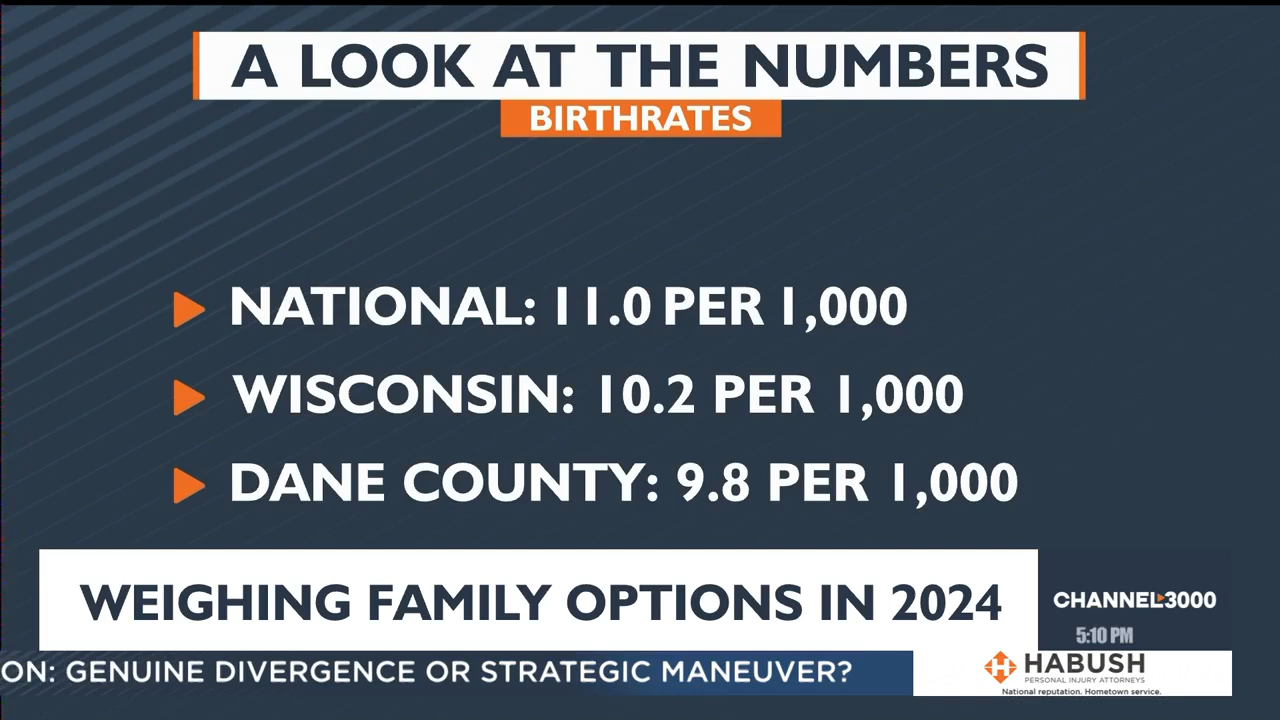 A LOOK AT THE NUMBERS
BIRTHRATES
NATIONAL: 11.0 PER 1,000
WISCONSIN: 10.2 PER 1,000
DANE COUNTY: 9.8 PER 1,000
WEIGHING FAMILY OPTIONS IN 2024
CHANNEL3000
5:10 PM
ON: GENUINE DIVERGENCE OR STRATEGIC MANEUVER?
HABUSH
PERSONAL INJURY ATTORNEYS
National reputation. Hometown service.